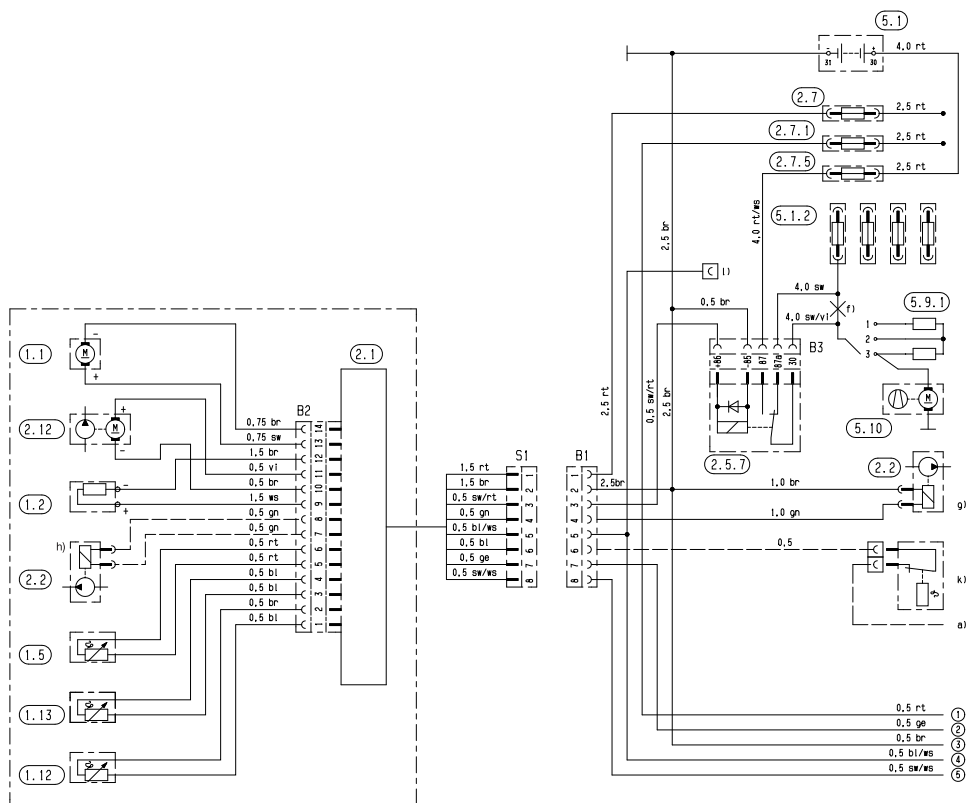 5.1
- +
31 30
4.0 rt
2.7
2.5 rt
2.7.1
2.5 rt
2.7.5
2.5 rt
5.1.2
4.0 rt/ws
2.5 br
C l)
4.0 sw
f)
0.5 br
4.0 sw/vi
5.9.1
1
2
3
B3
+86 -85 87 87a 30
M
5.10
2.5.7
2.5 rt
0.5 sw/rt
2.5 br
1.1
-
M
+
2.1
2.12
+
M
-
B2
0.75 br 14
0.75 sw 13
1.5 br 12
0.5 vi 11
0.5 br 10
1.5 ws 9
0.5 gn 8
0.5 gn 7
0.5 rt 6
0.5 rt 5
0.5 bl 4
0.5 bl 3
0.5 br 2
0.5 bl 1
1.2
-
+
h)
2.2
1.5
1.13
1.12
S1
1.5 rt 1
1.5 br 2
0.5 sw/rt 3
0.5 gn 4
0.5 bl/ws 5
0.5 bl 6
0.5 ge 7
0.5 sw/ws 8
B1
1
2
3
4
5
6
7
8
2.5br
1.0 br
1.0 gn
2.2
g)
0.5
C
C
k)
a)
0.5 rt 1
0.5 ge 2
0.5 br 3
0.5 bl/ws 4
0.5 sw/ws 5